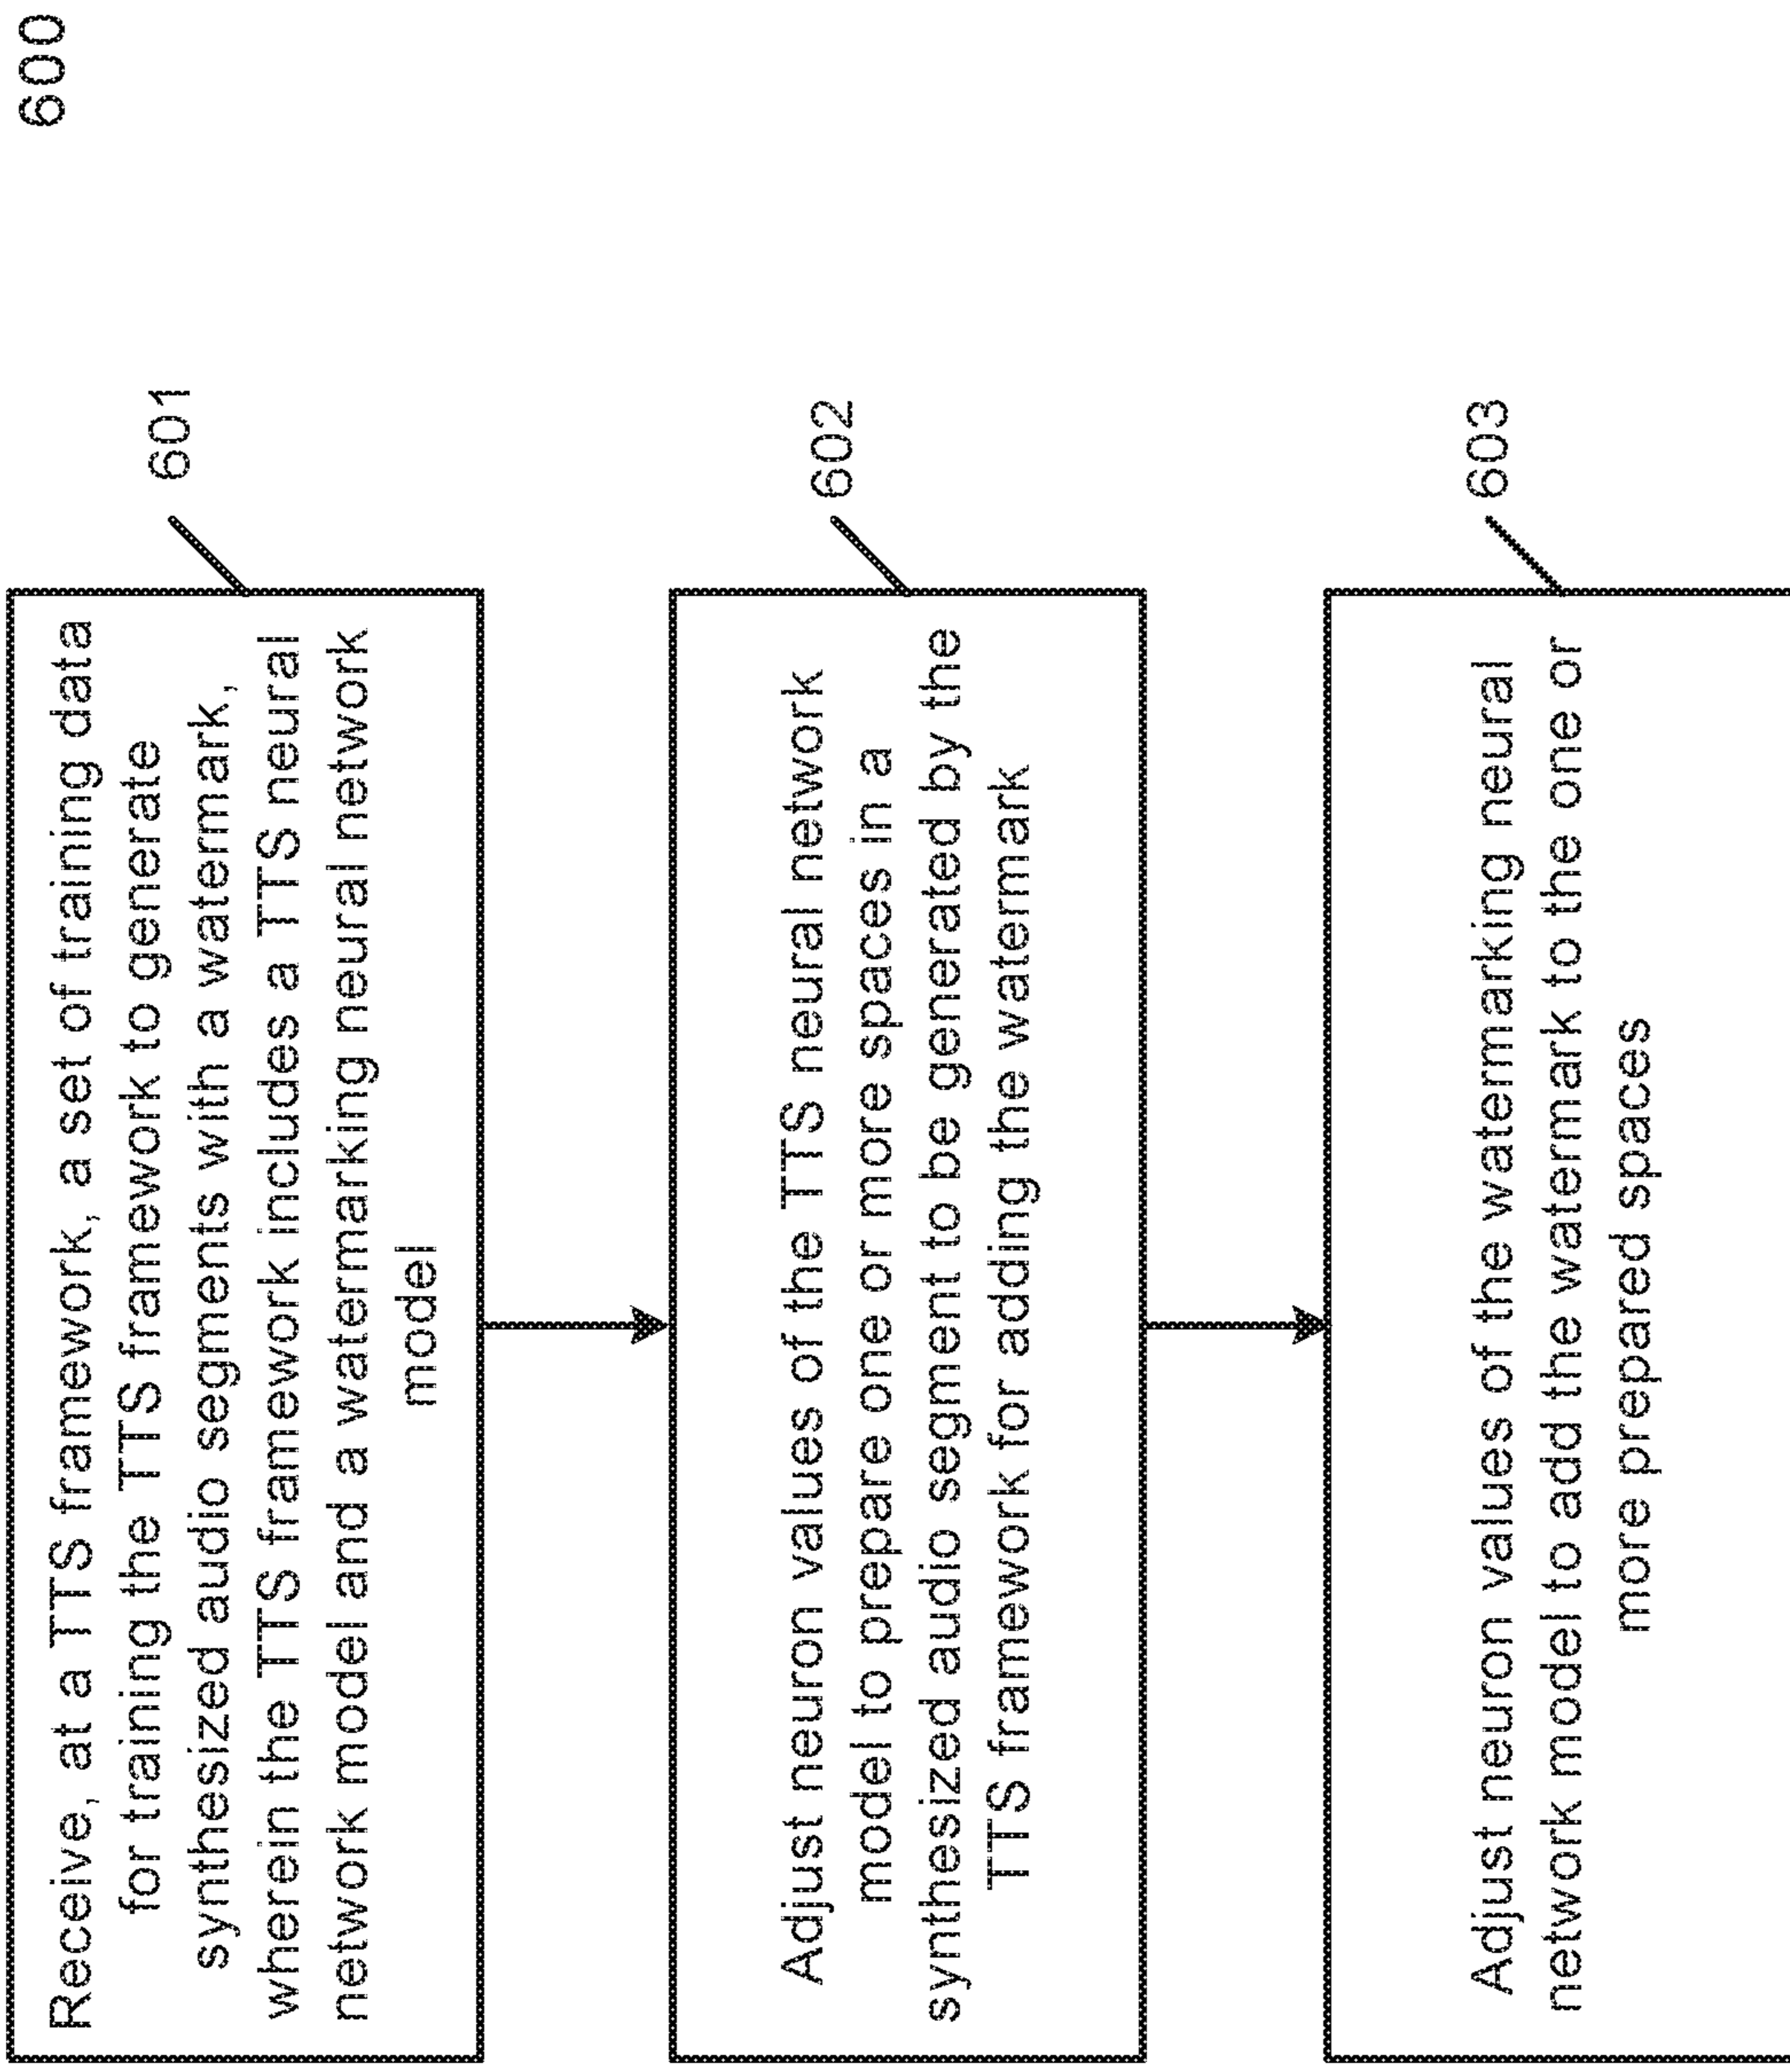 600
Receive, at a TTS framework, a set of training data
for training the TTS framework to generate
synthesized audio segments with a watermark,
wherein the TTS framework includes a TTS neural
network model and a watermarking neural network
model
601
Adjust neuron values of the TTS neural network
model to prepare one or more spaces in a
synthesized audio segment to be generated by the
TTS framework for adding the watermark
602
Adjust neuron values of the watermarking neural
network model to add the watermark to the one or
more prepared spaces
603